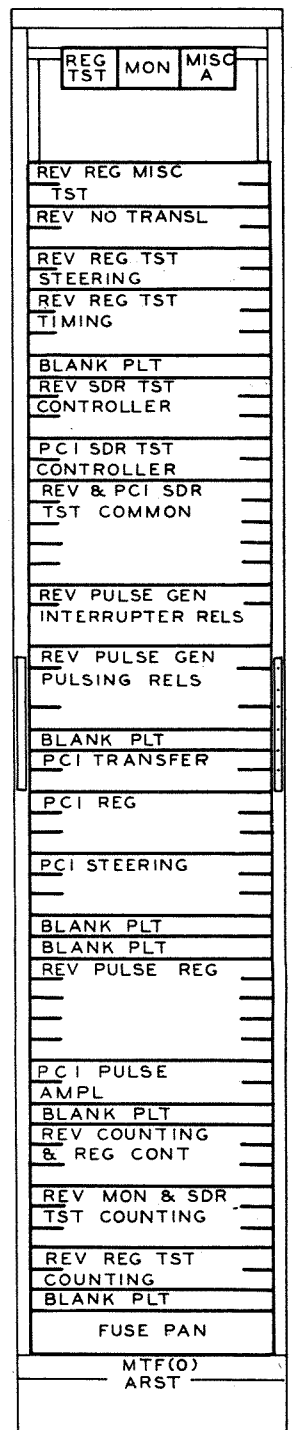 REG TST MON MISC A
REV REG MISC
TST
REV NO TRANSL
REV REG TST
STEERING
REV REG TST
TIMING
BLANK PLT
REV SDR TST
CONTROLLER
PCI SDR TST
CONTROLLER
REV & PCI SDR
TST COMMON
REV PULSE GEN
INTERRUPTER RELS
REV PULSE GEN
PULSING RELS
BLANK PLT
PCI TRANSFER
PCI REG
PCI STEERING
BLANK PLT
BLANK PLT
REV PULSE REG
PCI PULSE
AMPL
BLANK PLT
REV COUNTING
& REG CONT
REV MON & SDR
TST COUNTING
REV REG TST
COUNTING
BLANK PLT
FUSE PAN
MTF(0)
ARST